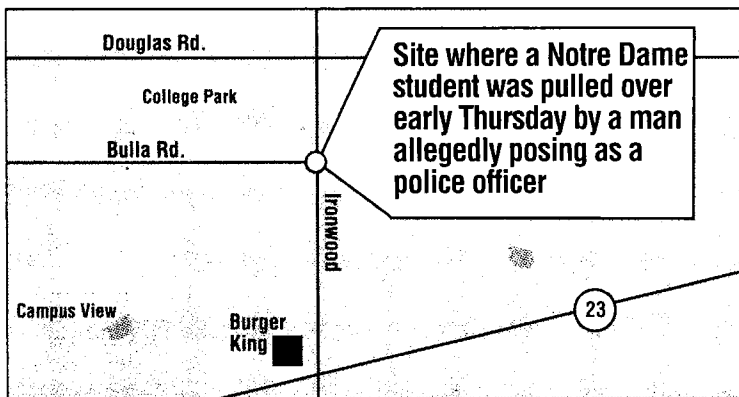 Douglas Rd.
College Park
Bulla Rd.
Site where a Notre Dame
student was pulled over
early Thursday by a man
allegedly posing as a
police officer
Ironwood
Campus View
Burger
King
23